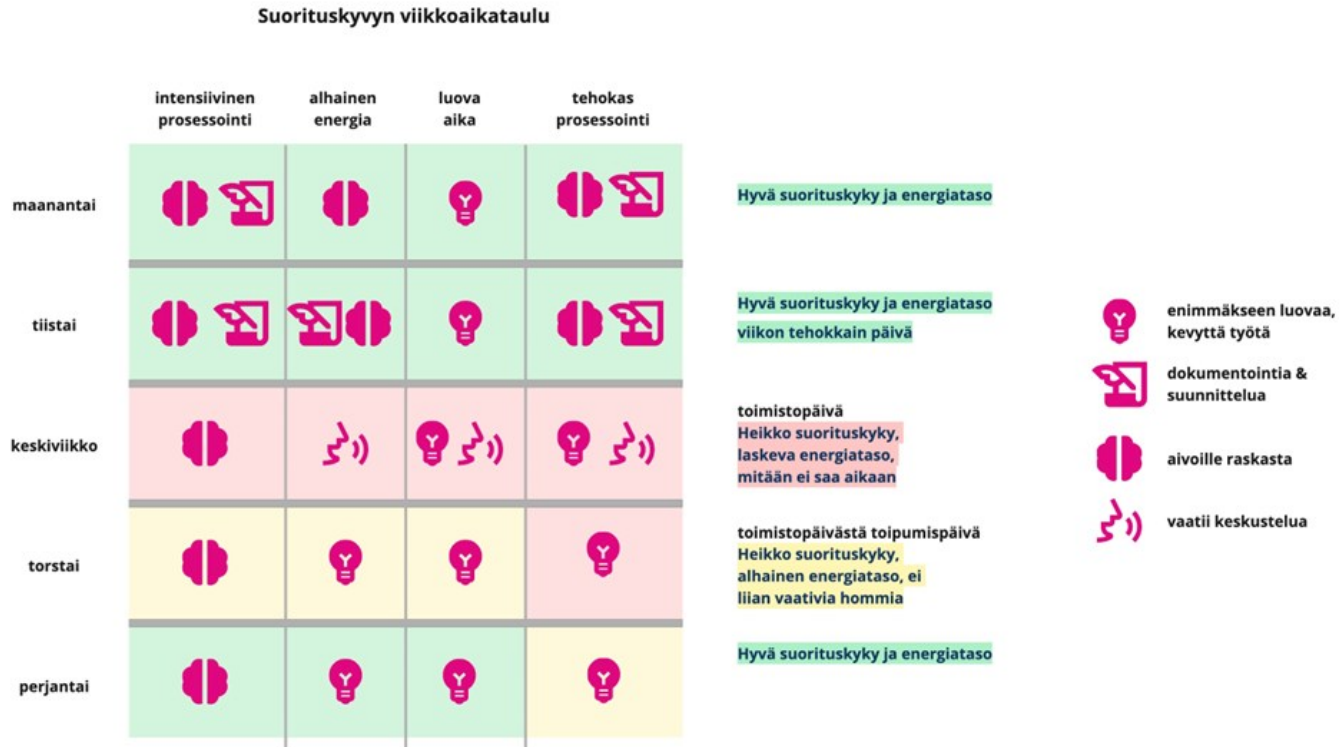 Suorituskyvyn viikkoaikataulu
intensiivinen
prosessointi
alhainen
energia
luova
aika
tehokas
prosessointi
maanantai
Hyvä suorituskyky ja energiataso
tiistai
Hyvä suorituskyky ja energiataso
viikon tehokkain päivä
keskiviikko
toimistopäivä
Heikko suorituskyky,
laskeva energiataso,
mitään ei saa aikaan
torstai
toimistopäivästä toipumispäivä
Heikko suorituskyky,
alhainen energiataso, ei
liian vaativia hommia
perjantai
Hyvä suorituskyky ja energiataso
enimmäkseen luovaa,
kevyttä työtä
dokumentointia &
suunnittelua
aivoille raskasta
vaatii keskustelua